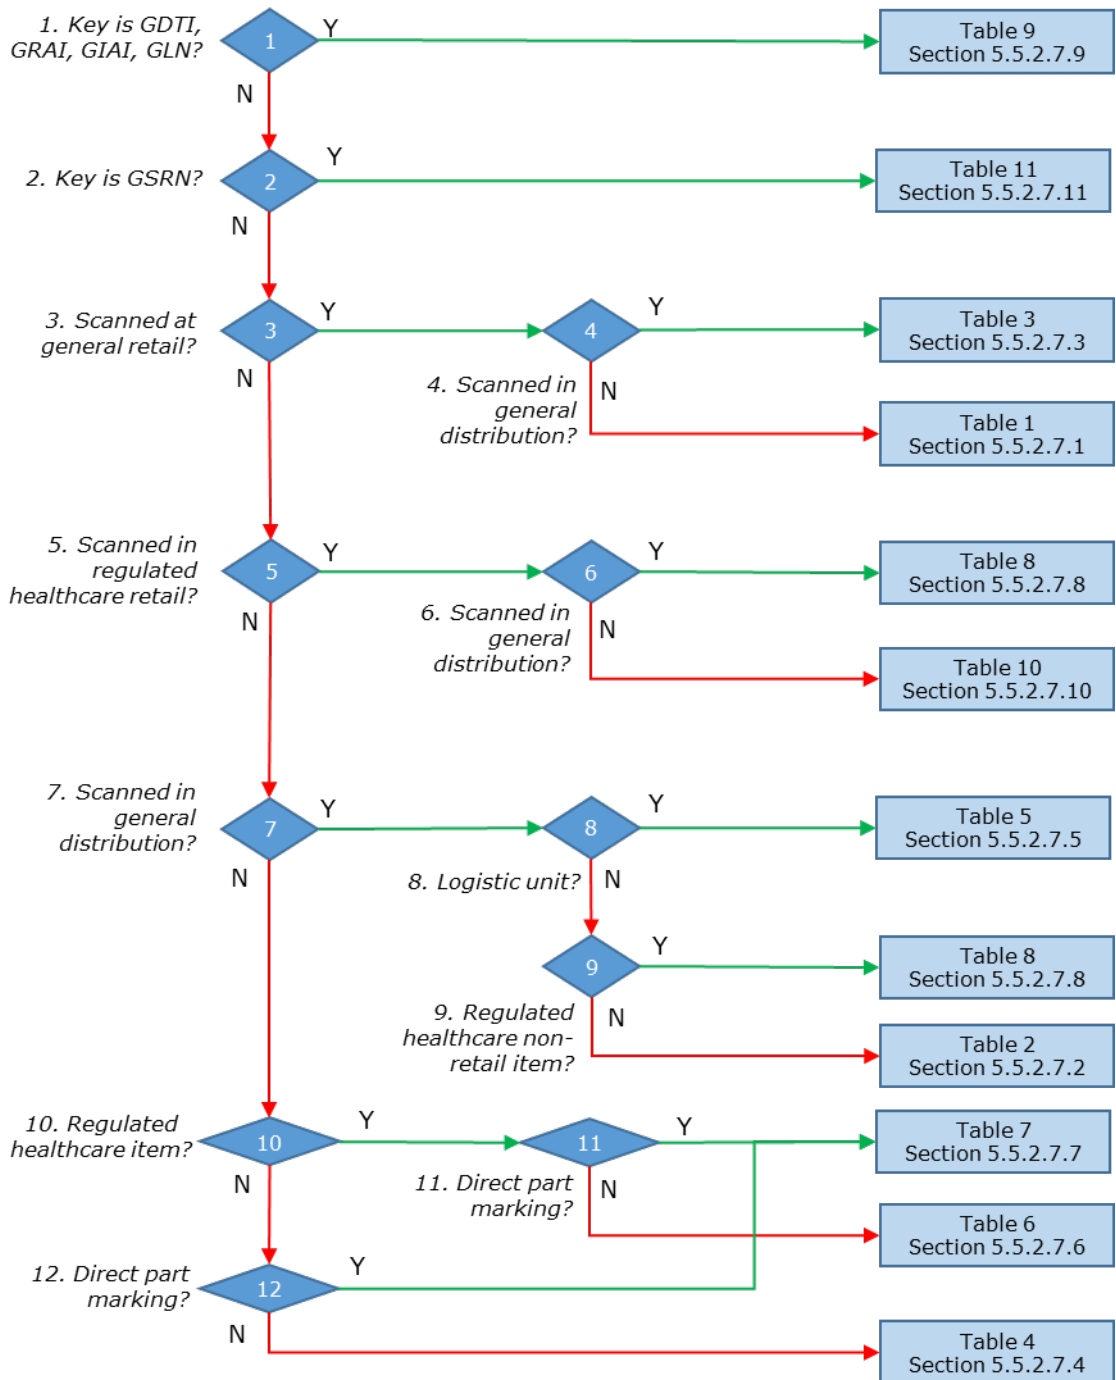 1. Key is GDTI,
GRAI, GIAI, GLN?
1
Y
N
Table 9
Section 5.5.2.7.9
2. Key is GSRN?
2
Y
N
Table 11
Section 5.5.2.7.11
3. Scanned at
general retail?
3
Y
N
4. Scanned in
general
distribution?
4
Y
N
Table 3
Section 5.5.2.7.3
Table 1
Section 5.5.2.7.1
5. Scanned in
regulated
healthcare retail?
5
Y
N
6. Scanned in
general
distribution?
6
Y
N
Table 8
Section 5.5.2.7.8
Table 10
Section 5.5.2.7.10
7. Scanned in
general
distribution?
7
Y
N
8
Y
8. Logistic unit?
N
Table 5
Section 5.5.2.7.5
9
Y
9. Regulated
healthcare non-
retail item?
N
Table 8
Section 5.5.2.7.8
Table 2
Section 5.5.2.7.2
10. Regulated
healthcare item?
10
Y
N
11
Y
11. Direct part
marking?
N
Table 7
Section 5.5.2.7.7
Table 6
Section 5.5.2.7.6
12. Direct part
marking?
12
Y
N
Table 4
Section 5.5.2.7.4